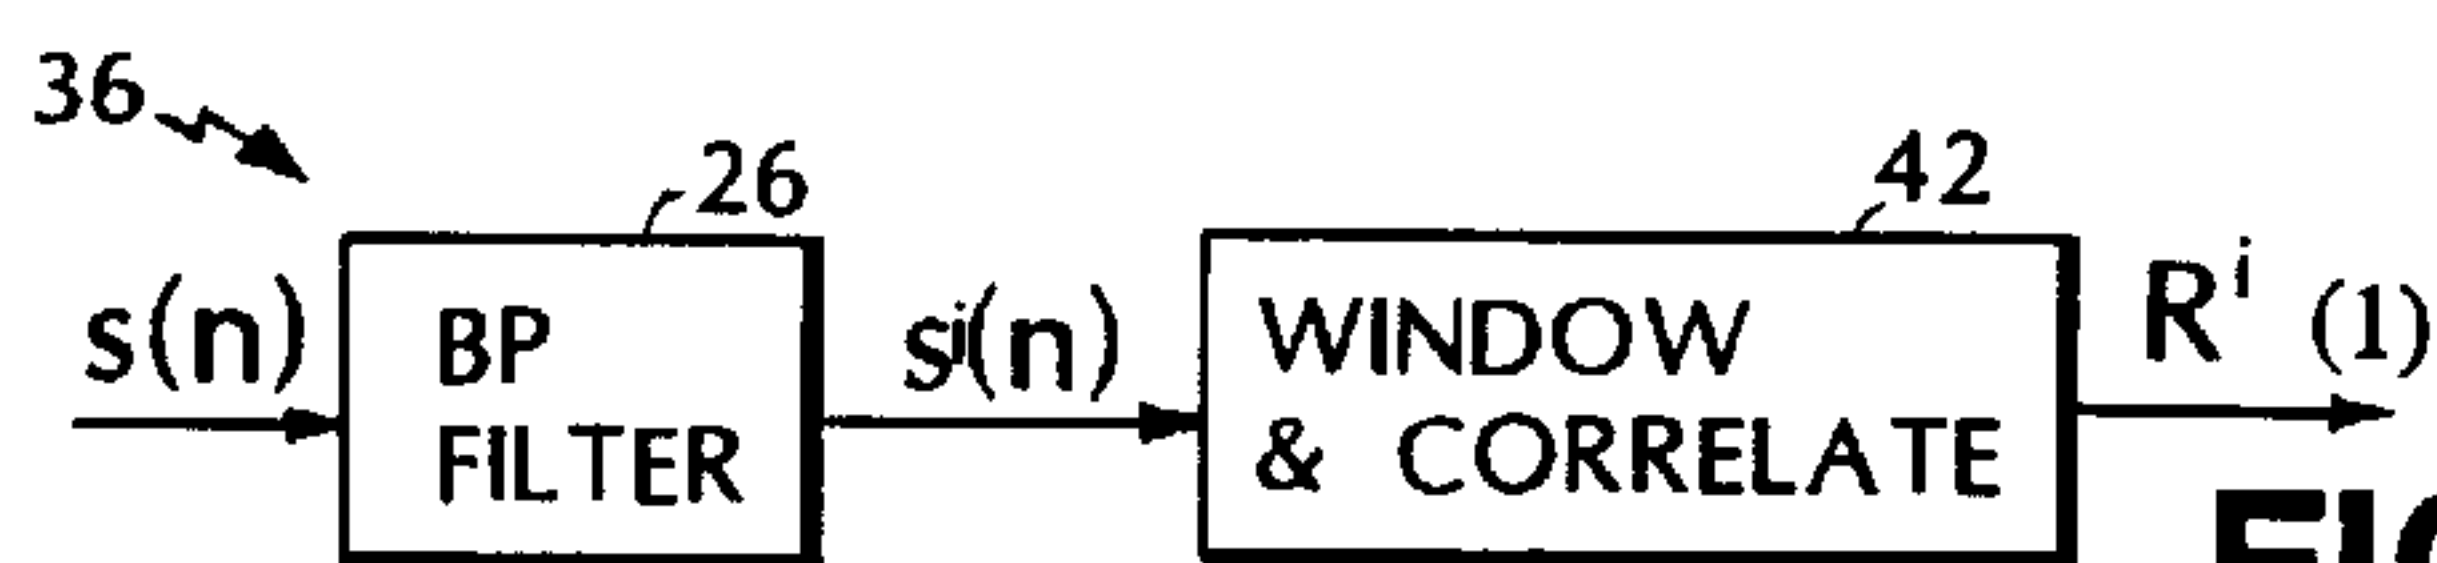 36
26
42
s(n)
BP
FILTER
sⁱ(n)
WINDOW
& CORRELATE
Rⁱ (1)